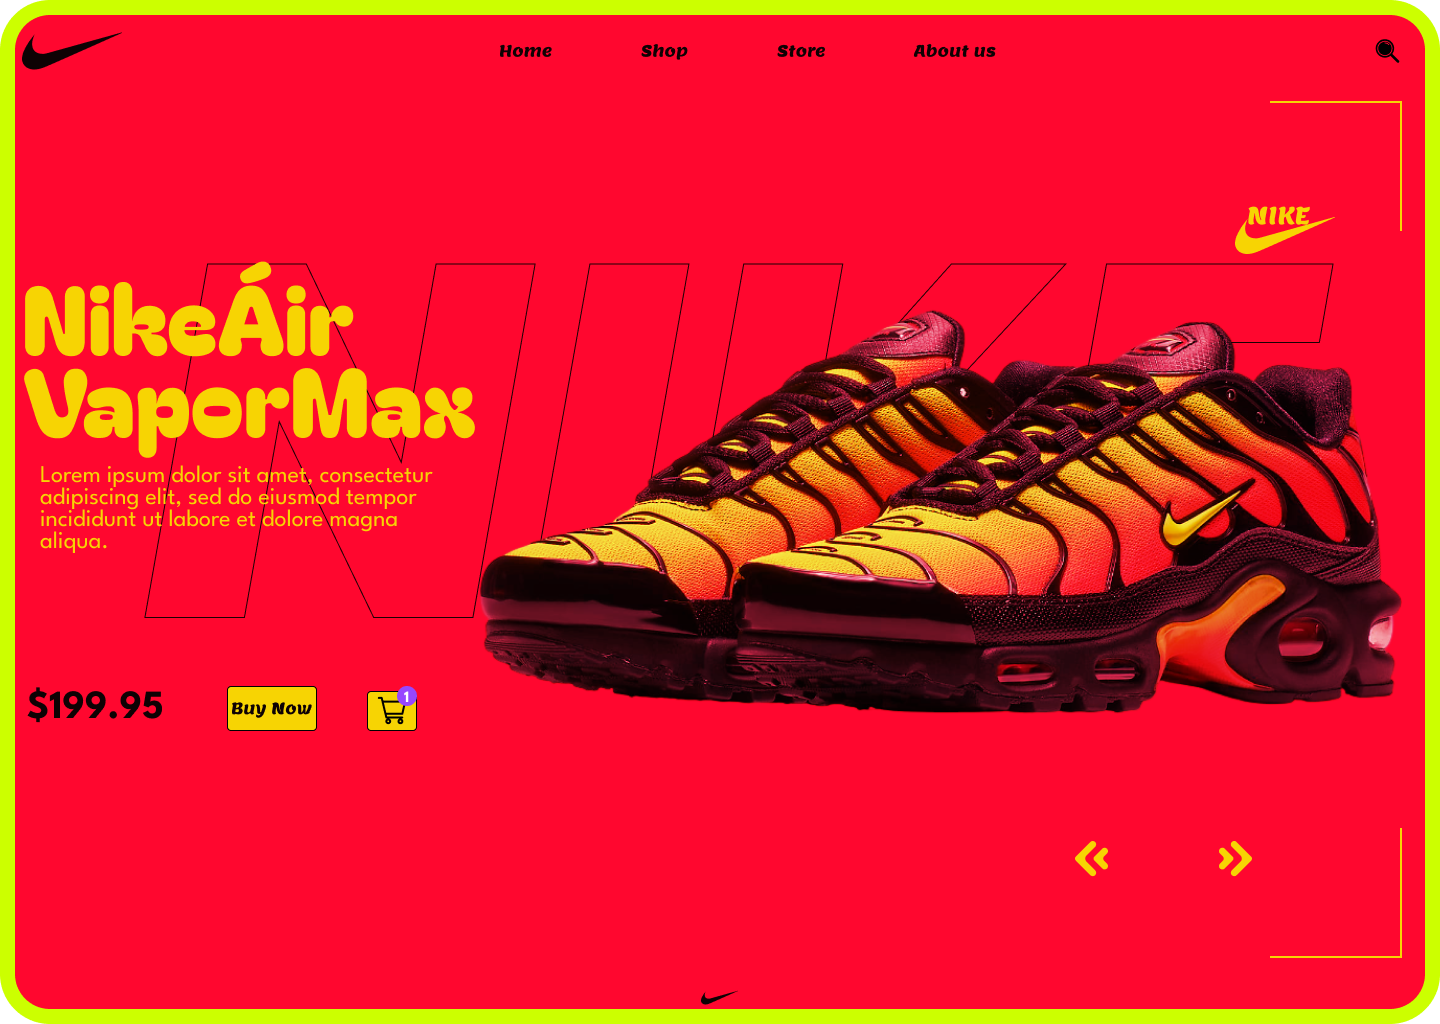 Home Shop Store About us
NIKE
NIKE
NikeÁir
VaporMax
Lorem ipsum dolor sit amet, consectetur
adipiscing elit, sed do eiusmod tempor
incididunt ut labore et dolore magna
aliqua.
$199.95 Buy Now 1